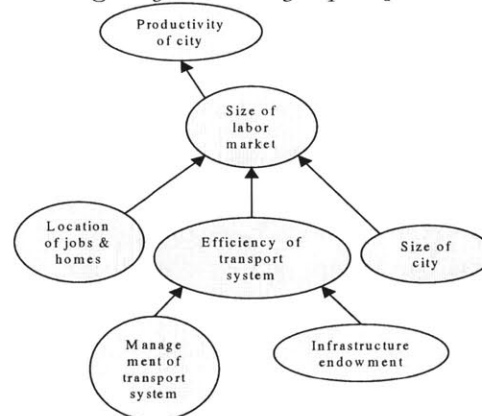 Productivity
of city
Size of
labor
market
Location
of jobs &
homes
Efficiency of
transport
system
Size of
city
Manage
ment of
transport
system
Infrastructure
endowment